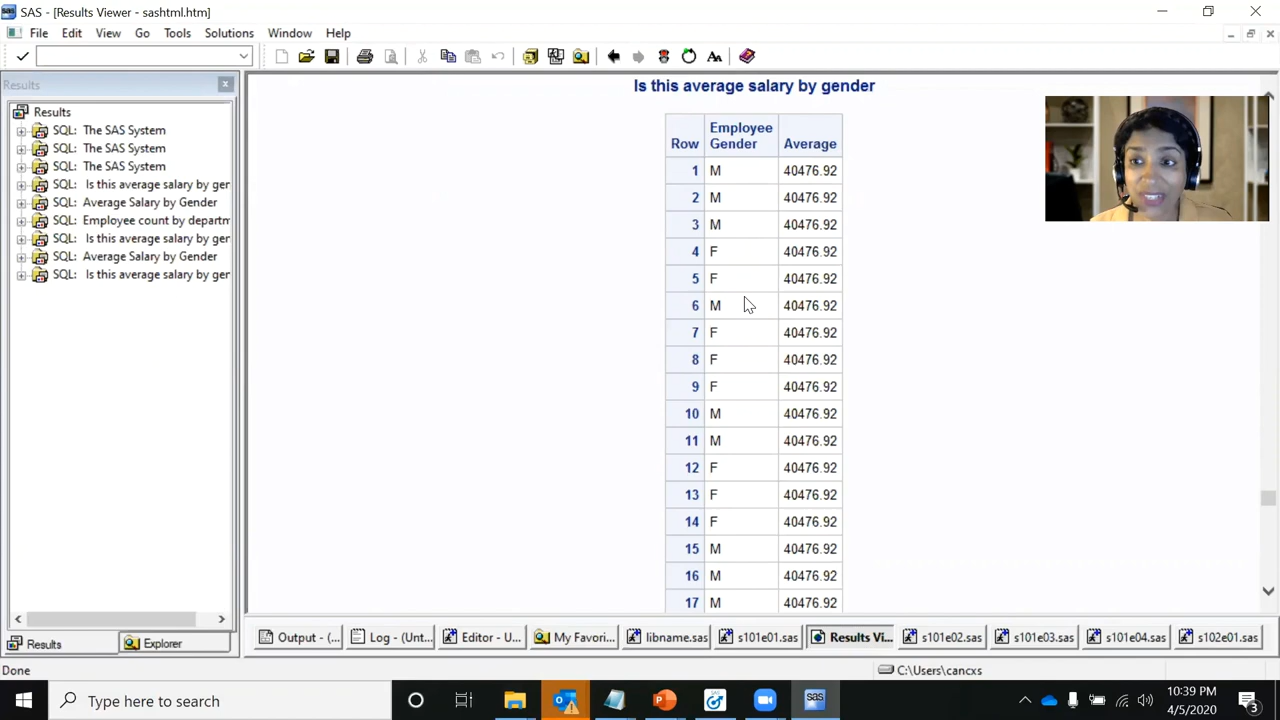 SAS - [Results Viewer - sashtml.htm]
File Edit View Go Tools Solutions Window Help
Results
Results
SQL: The SAS System
SQL: The SAS System
SQL: The SAS System
SQL: Is this average salary by ger
SQL: Average Salary by Gender
SQL: Employee count by departm
SQL: Is this average salary by ger
SQL: Average Salary by Gender
SQL: Is this average salary by ger
Results Explorer
Is this average salary by gender
Row Employee Gender Average
1 M 40476.92
2 M 40476.92
3 M 40476.92
4 F 40476.92
5 F 40476.92
6 M 40476.92
7 F 40476.92
8 F 40476.92
9 F 40476.92
10 M 40476.92
11 M 40476.92
12 F 40476.92
13 F 40476.92
14 F 40476.92
15 M 40476.92
16 M 40476.92
17 M 40476.92
Output - (... Log - (Unt... Editor - U... My Favori... libname.sas s101e01.sas Results Vi... s101e02.sas s101e03.sas s101e04.sas s102e01.sas
Done C:\Users\cancxs
Type here to search
10:39 PM
4/5/2020
3